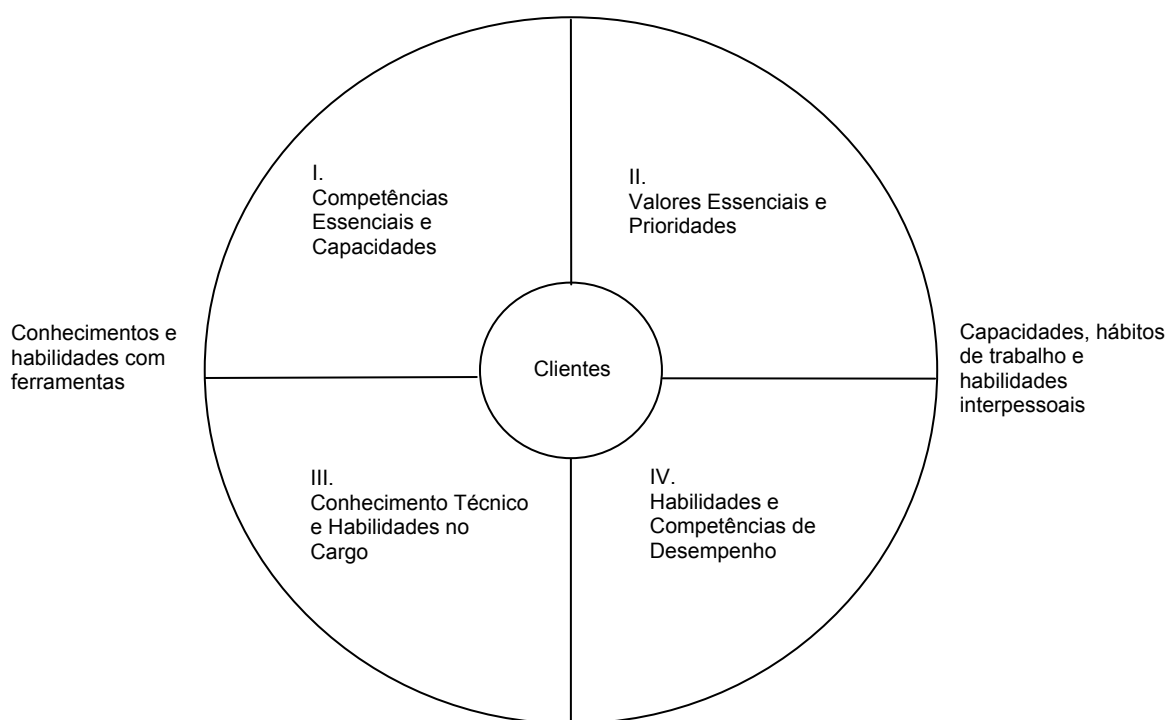 I.
Competências
Essenciais e
Capacidades
II.
Valores Essenciais e
Prioridades
Conhecimentos e
habilidades com
ferramentas
Clientes
Capacidades, hábitos
de trabalho e
habilidades
interpessoais
III.
Conhecimento Técnico
e Habilidades no
Cargo
IV.
Habilidades e
Competências de
Desempenho